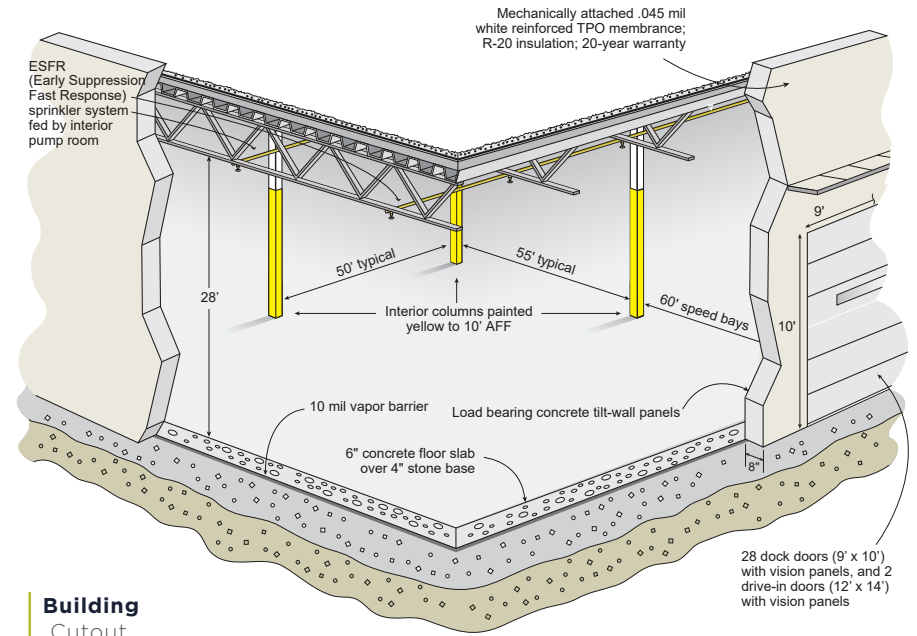 Mechanically attached .045 mil
white reinforced TPO membrance;
R-20 insulation; 20-year warranty
ESFR
(Early Suppression
Fast Response)
sprinkler system
fed by interior
pump room
9'
50' typical
55' typical
28'
Interior columns painted
yellow to 10' AFF
60' speed bays
10'
10 mil vapor barrier
Load bearing concrete tilt-wall panels
6" concrete floor slab
over 4" stone base
8"
28 dock doors (9' x 10')
with vision panels, and 2
drive-in doors (12' x 14')
with vision panels
Building
Cutout